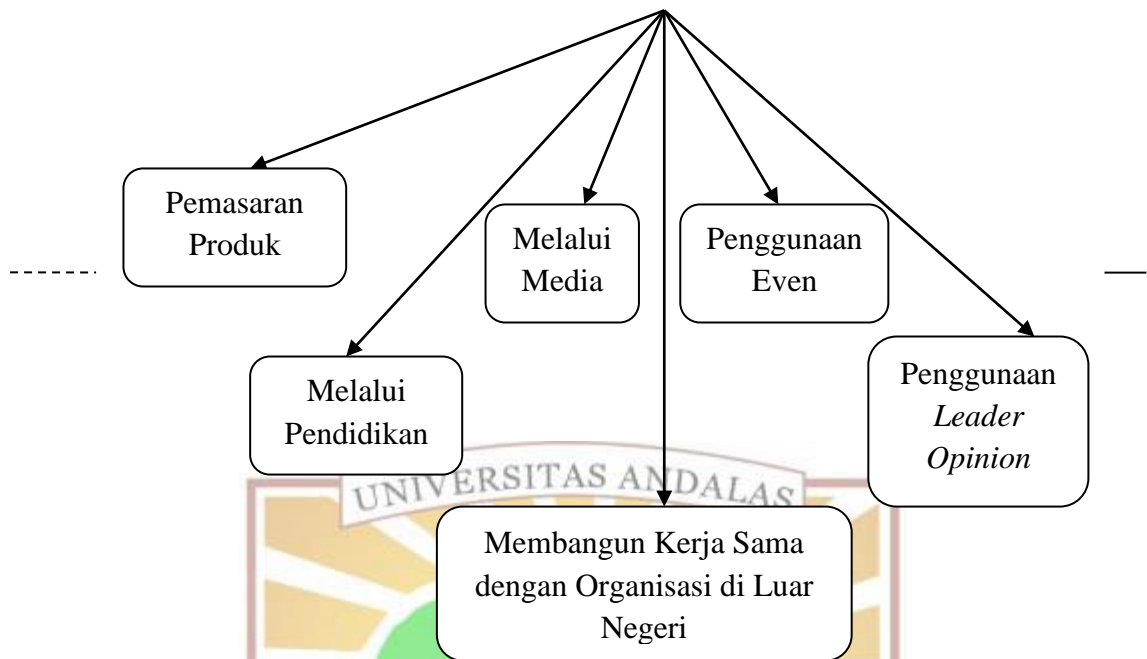 Pemasaran
Produk
Melalui
Media
Penggunaan
Even
Melalui
Pendidikan
Penggunaan
Leader
Opinion
UNIVERSITAS ANDALAS
Membangun Kerja Sama
dengan Organisasi di Luar
Negeri